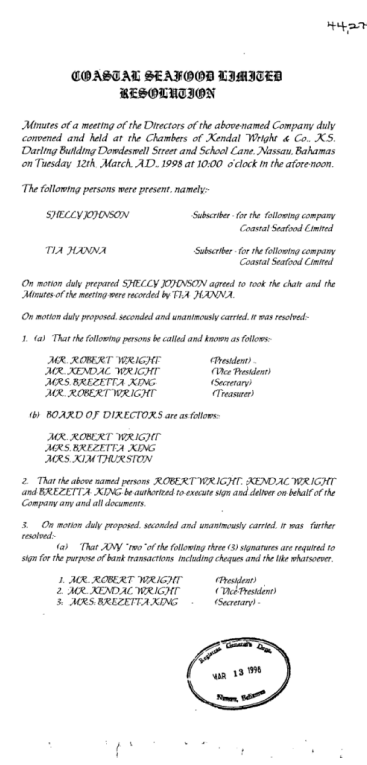 44,27
COASTAL SEAFOOD LIMITED
RESOLUTION
Minutes of a meeting of the Directors of the above-named Company duly
convened and held at the Chambers of Kendal Wright & Co., K.S.
Darling Building Dowdeswell Street and School Lane, Nassau, Bahamas
on Tuesday 12th, March, A.D., 1998 at 10:00 o'clock in the afore-noon.
The following persons were present, namely:-
SHELLY JOHNSON -Subscriber - for the following company
Coastal Seafood Limited
TIA HANNA -Subscriber - for the following company
Coastal Seafood Limited
On motion duly prepared SHELLY JOHNSON agreed to took the chair and the
Minutes of the meeting were recorded by TIA HANNA.
On motion duly proposed, seconded and unanimously carried, it was resolved:-
1. (a) That the following persons be called and known as follows:-
MR. ROBERT WRIGHT (President) -
MR. KENDAL WRIGHT (Vice President)
MRS. BREZETTA KING (Secretary)
MR. ROBERT WRIGHT (Treasurer)
(b) BOARD OF DIRECTORS are as follows:-
MR. ROBERT WRIGHT
MRS. BREZETTA KING
MRS. KIM THURSTON
2. That the above named persons ROBERT WRIGHT, KENDAL WRIGHT
and BREZETTA KING be authorized to execute sign and deliver on behalf of the
Company any and all documents.
3. On motion duly proposed, seconded and unanimously carried, it was further
resolved:-
(a) That ANY "two" of the following three (3) signatures are required to
sign for the purpose of bank transactions including cheques and the like whatsoever.
1. MR. ROBERT WRIGHT (President)
2. MR. KENDAL WRIGHT (Vice-President)
3. MRS. BREZETTA KING (Secretary) -
Registrar General's Dept.
MAR 13 1998
Nassau, Bahamas